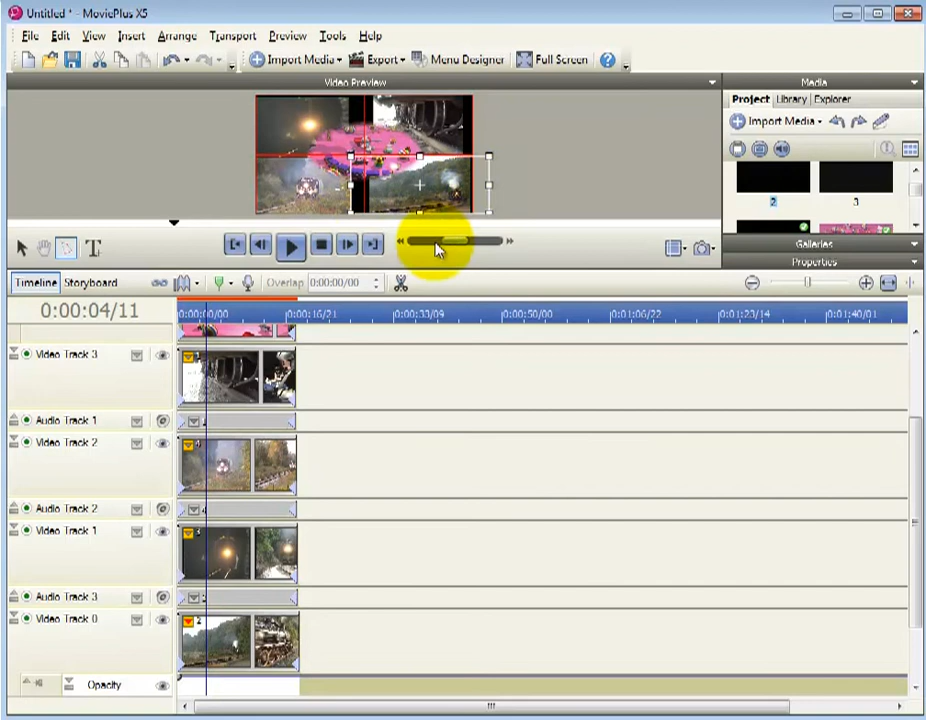 Untitled * - MoviePlus X5
File Edit View Insert Arrange Transport Preview Tools Help
Import Media Export Menu Designer Full Screen
Video Preview
Media
Project Library Explorer
Import Media
2 3
Galleries
Properties
Timeline Storyboard Overlap 0:00:00/00
0:00:04/11
0:00:00/00 0:00:16/21 0:00:33/09 0:00:50/00 0:01:06/22 0:01:23/14 0:01:40/01
Video Track 3
Audio Track 1
Video Track 2
4
Audio Track 2
Video Track 1
3
Audio Track 3
Video Track 0
2
Opacity